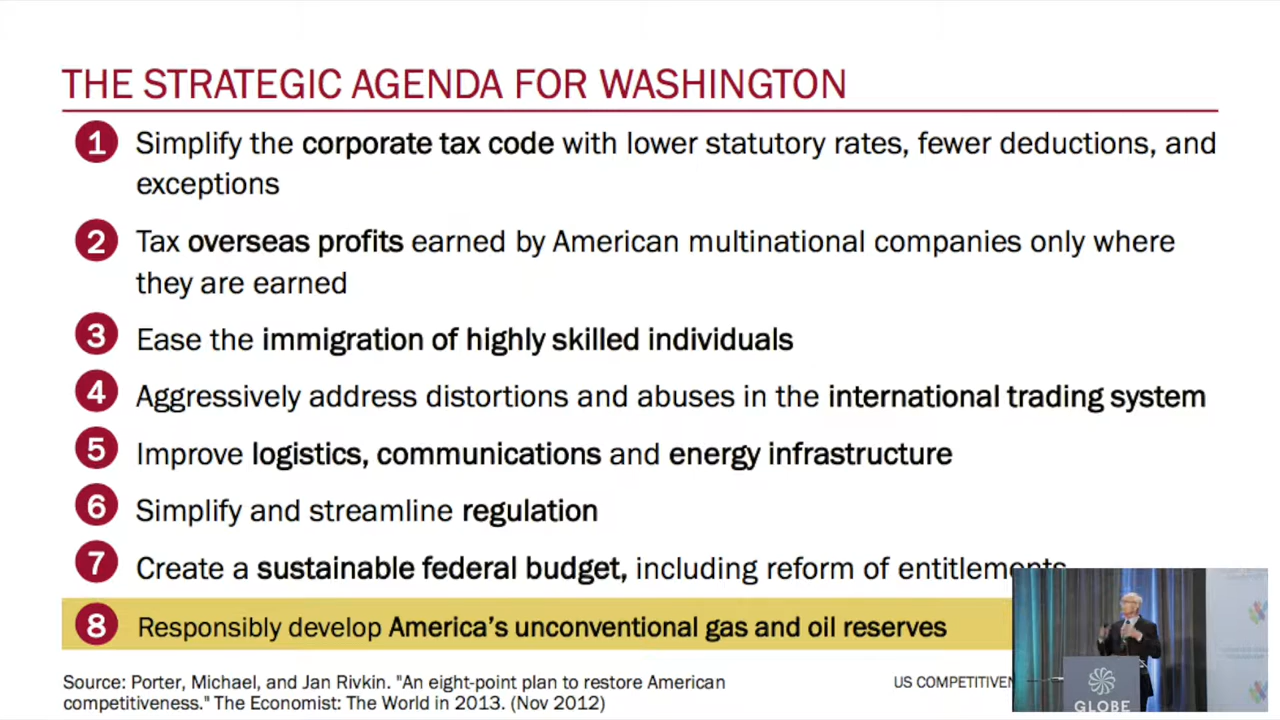 THE STRATEGIC AGENDA FOR WASHINGTON
1 Simplify the corporate tax code with lower statutory rates, fewer deductions, and
exceptions
2 Tax overseas profits earned by American multinational companies only where
they are earned
3 Ease the immigration of highly skilled individuals
4 Aggressively address distortions and abuses in the international trading system
5 Improve logistics, communications and energy infrastructure
6 Simplify and streamline regulation
7 Create a sustainable federal budget, including reform of entitlements
8 Responsibly develop America's unconventional gas and oil reserves
Source: Porter, Michael, and Jan Rivkin. "An eight-point plan to restore American
competitiveness." The Economist: The World in 2013. (Nov 2012)
US
GLOBE